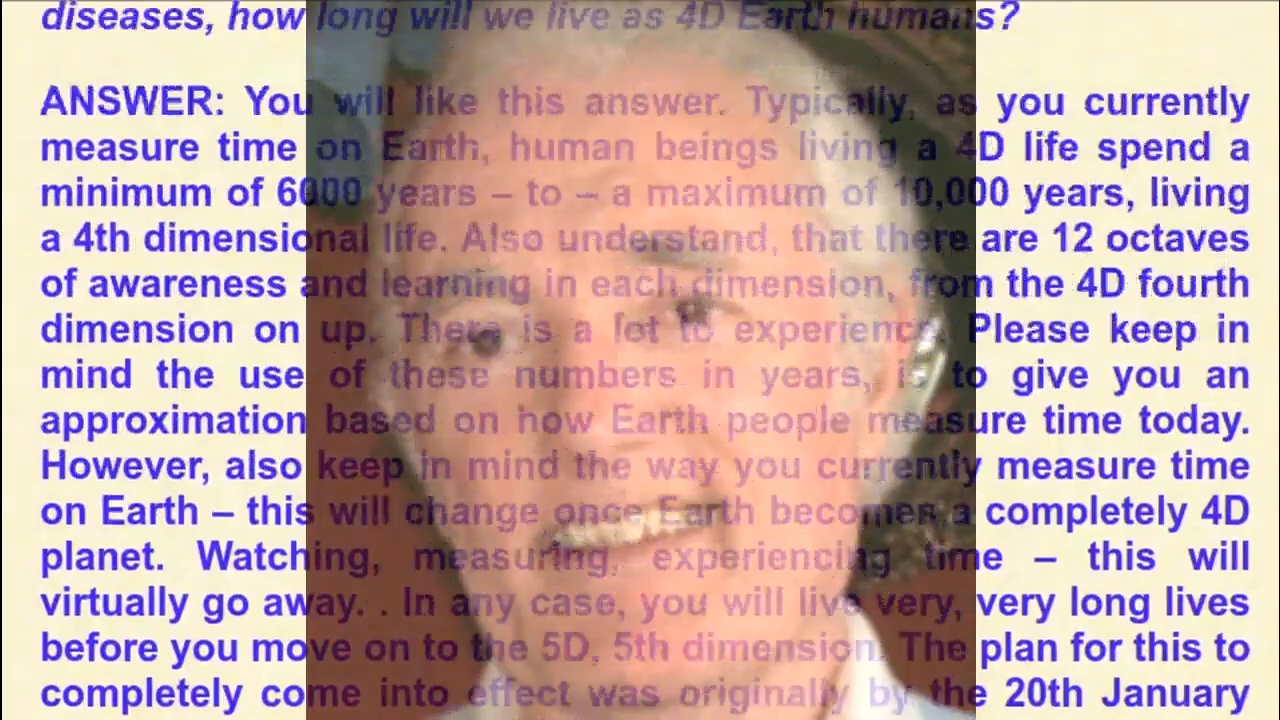 diseases, how long will we live as 4D Earth humans?
ANSWER: You will like this answer. Typically, as you currently
measure time on Earth, human beings living a 4D life spend a
minimum of 6000 years – to – a maximum of 10,000 years, living
a 4th dimensional life. Also understand, that there are 12 octaves
of awareness and learning in each dimension, from the 4D fourth
dimension on up. There is a lot to experience. Please keep in
mind the use of these numbers in years, is to give you an
approximation based on how Earth people measure time today.
However, also keep in mind the way you currently measure time
on Earth – this will change once Earth becomes a completely 4D
planet. Watching, measuring, experiencing time – this will
virtually go away. . In any case, you will live very, very long lives
before you move on to the 5D, 5th dimension. The plan for this to
completely come into effect was originally by the 20th January